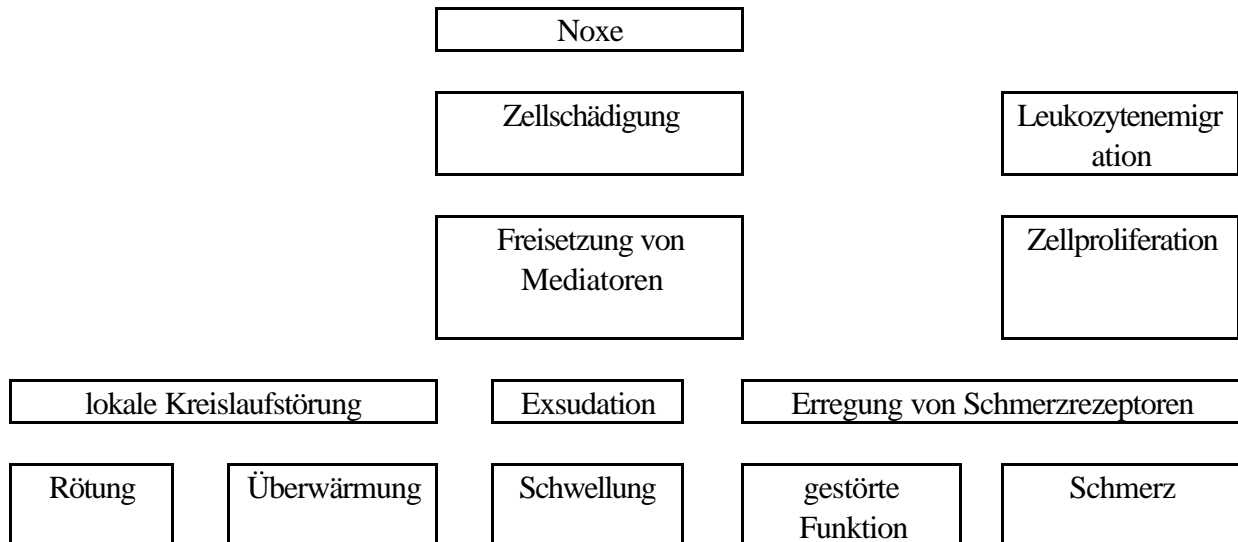 Noxe
Zellschädigung
Leukozytenemigr
ation
Freisetzung von
Mediatoren
Zellproliferation
lokale Kreislaufstörung
Exsudation
Erregung von Schmerzrezeptoren
Rötung
Überwärmung
Schwellung
gestörte
Funktion
Schmerz